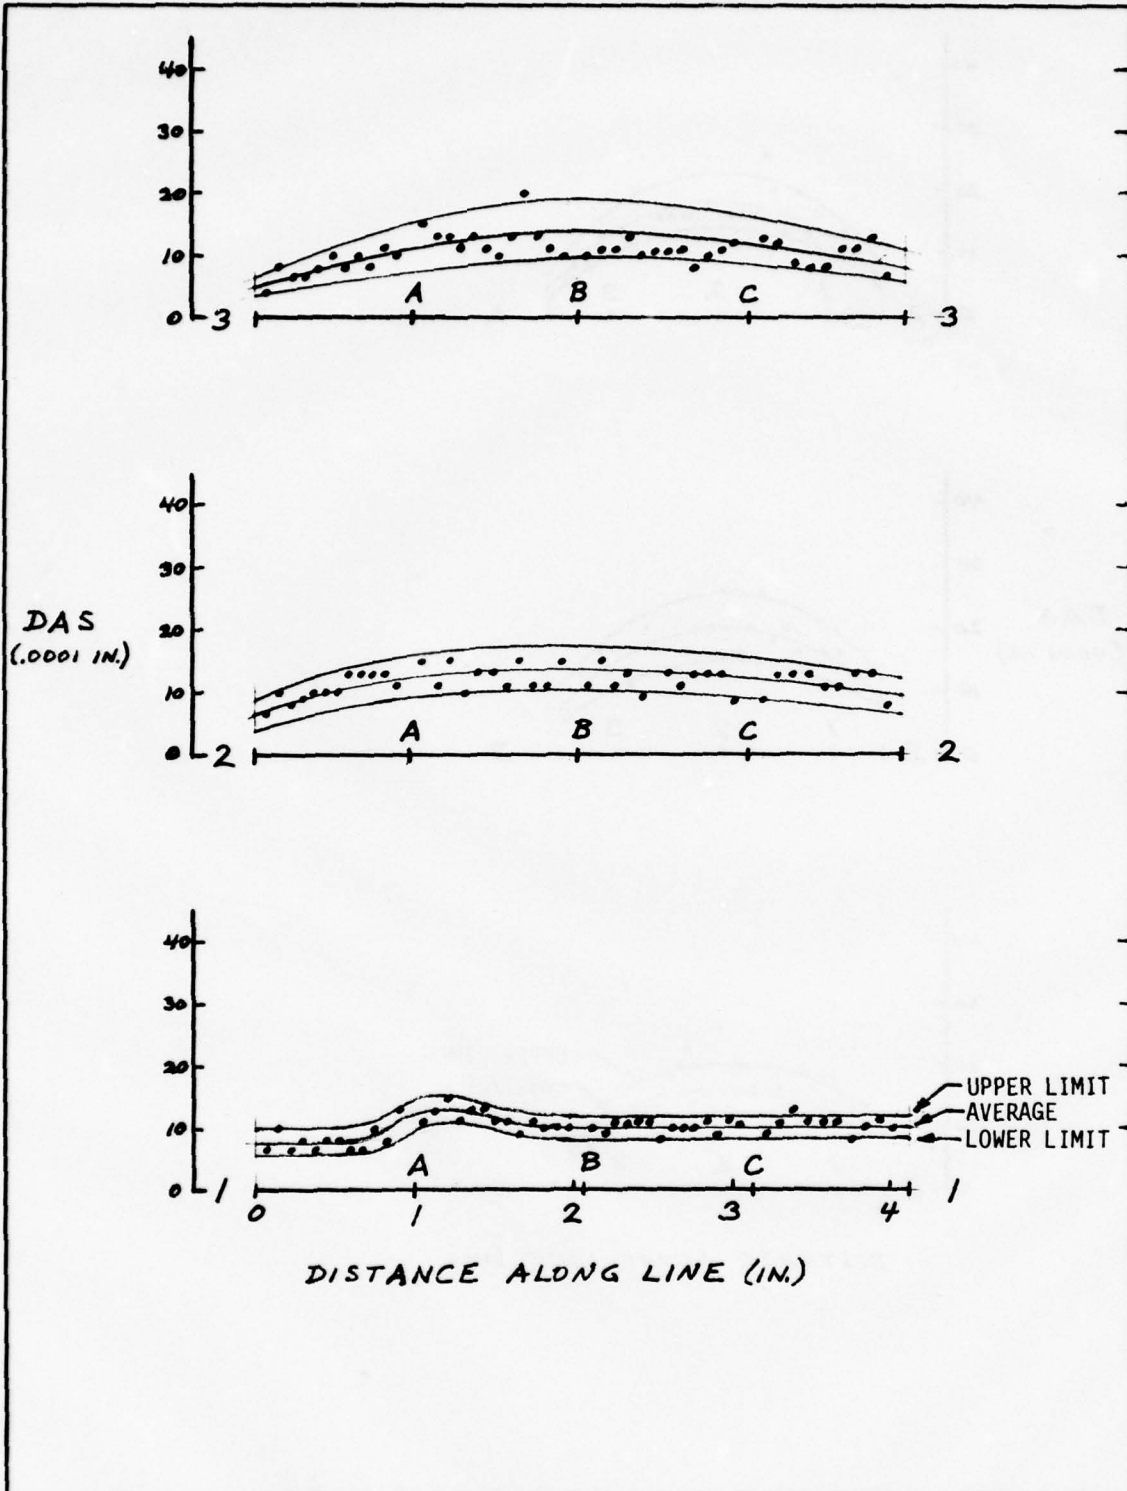 40
30
20
10
A B C
0 3 3
40
30
DAS
20
(.0001 IN.)
10
A B C
0 2 2
40
30
20
UPPER LIMIT
AVERAGE
10
LOWER LIMIT
A B C
0 1 1
0 1 2 3 4
DISTANCE ALONG LINE (IN.)